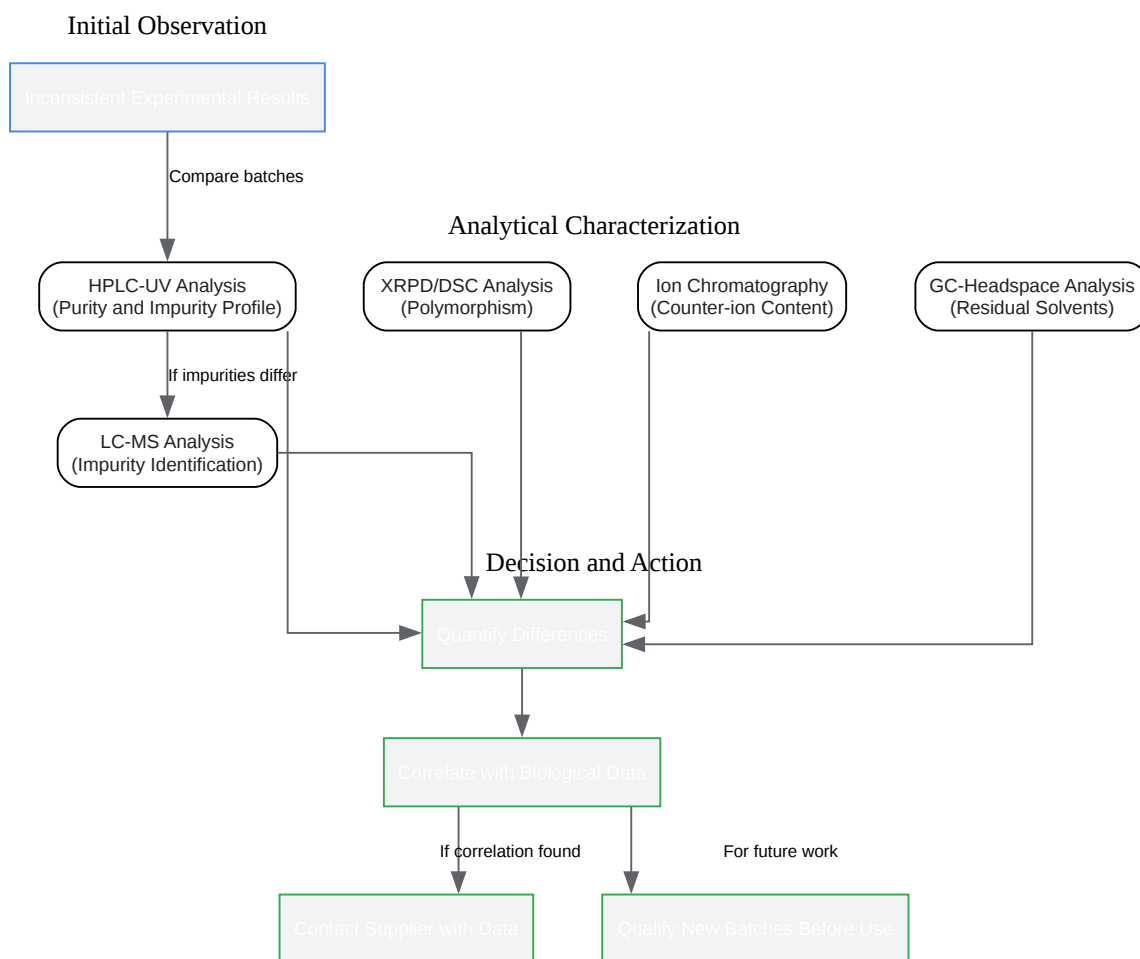 Initial Observation
Inconsistent Experimental Results
Compare batches
Analytical Characterization
HPLC-UV Analysis
(Purity and Impurity Profile)
XRPD/DSC Analysis
(Polymorphism)
Ion Chromatography
(Counter-ion Content)
GC-Headspace Analysis
(Residual Solvents)
If impurities differ
LC-MS Analysis
(Impurity Identification)
Decision and Action
Quantify Differences
Correlate with Biological Data
If correlation found
For future work
Contact Supplier with Data
Qualify New Batches Before Use